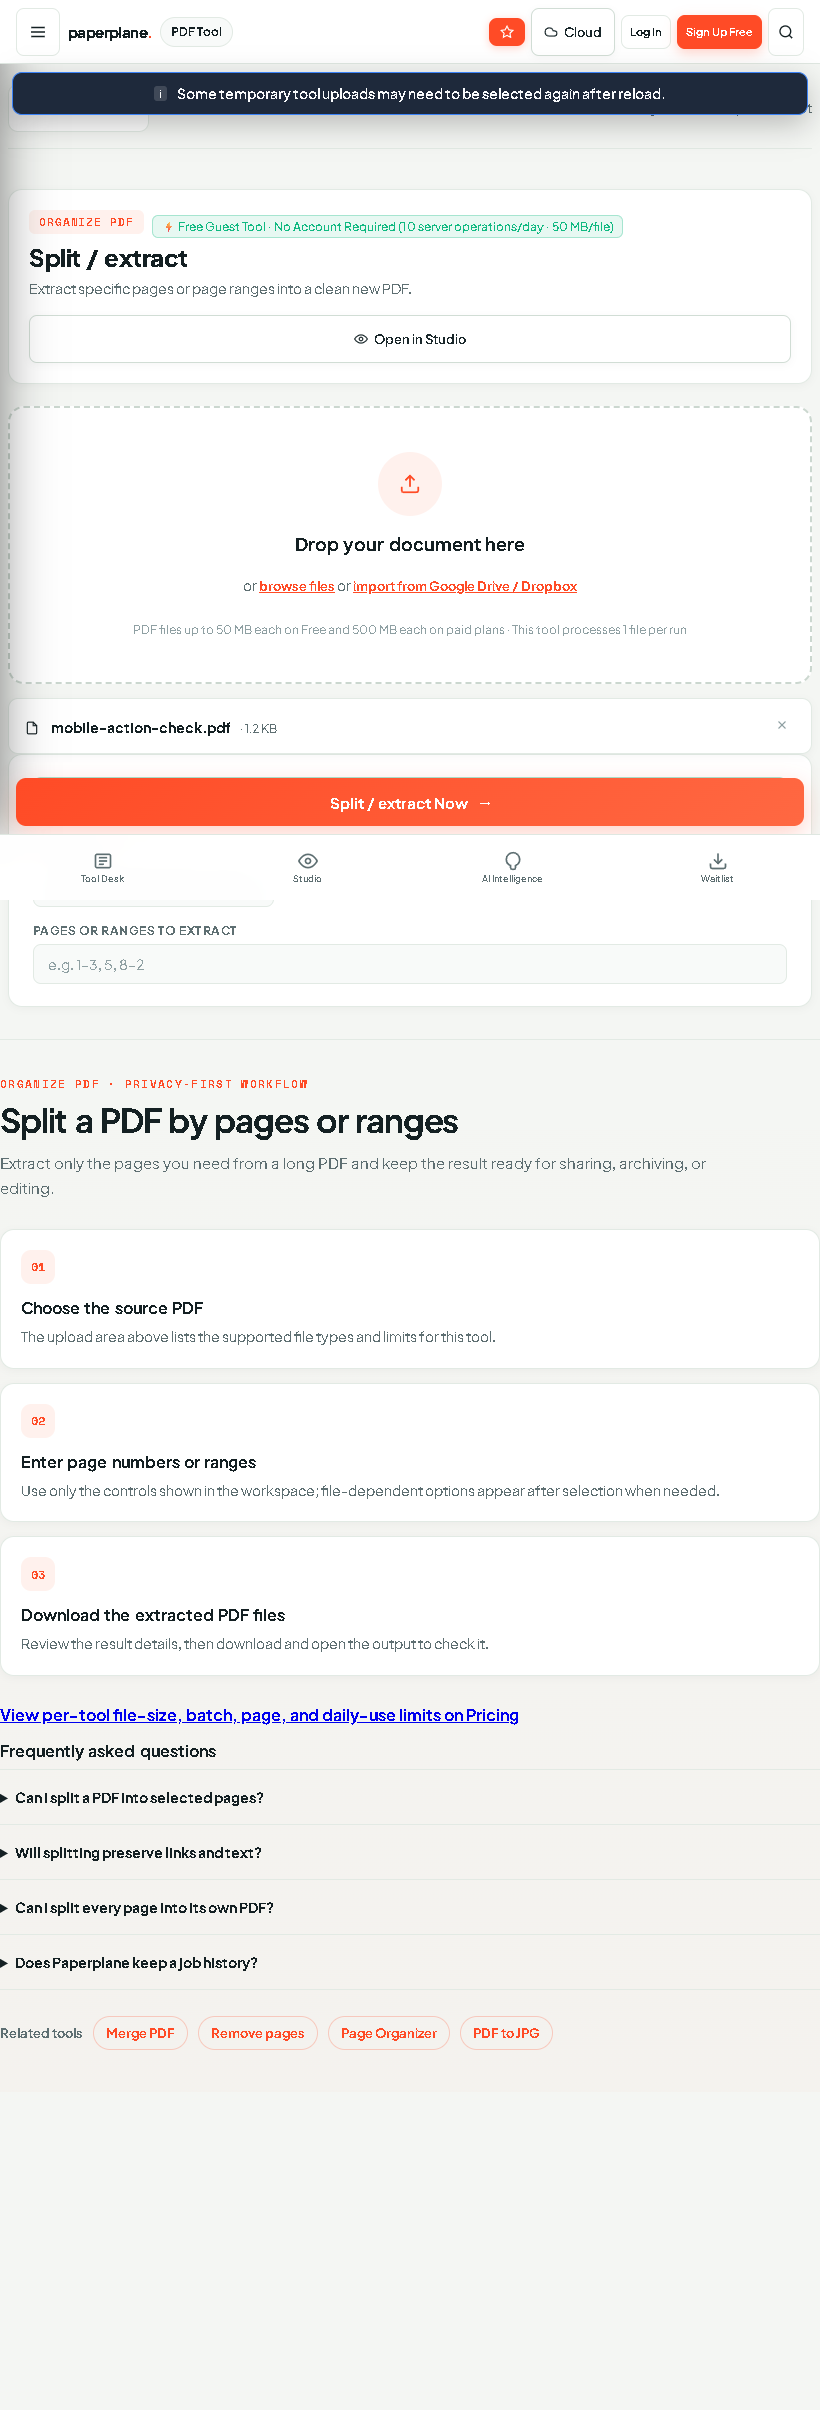 paperplane.
PDF Tool
Cloud
Log In
Sign Up Free
i Some temporary tool uploads may need to be selected again after reload.
ORGANIZE PDF
Free Guest Tool · No Account Required (10 server operations/day · 50 MB/file)
Split / extract
Extract specific pages or page ranges into a clean new PDF.
Open in Studio
Drop your document here
or browse files or import from Google Drive / Dropbox
PDF files up to 50 MB each on Free and 500 MB each on paid plans · This tool processes 1 file per run
mobile-action-check.pdf · 1.2 KB
Split / extract Now →
Tool Desk
Studio
AI Intelligence
Waitlist
PAGES OR RANGES TO EXTRACT
e.g. 1-3, 5, 8-2
ORGANIZE PDF · PRIVACY-FIRST WORKFLOW
Split a PDF by pages or ranges
Extract only the pages you need from a long PDF and keep the result ready for sharing, archiving, or
editing.
01
Choose the source PDF
The upload area above lists the supported file types and limits for this tool.
02
Enter page numbers or ranges
Use only the controls shown in the workspace; file-dependent options appear after selection when needed.
03
Download the extracted PDF files
Review the result details, then download and open the output to check it.
View per-tool file-size, batch, page, and daily-use limits on Pricing
Frequently asked questions
Can I split a PDF into selected pages?
Will splitting preserve links and text?
Can I split every page into its own PDF?
Does Paperplane keep a job history?
Related tools
Merge PDF
Remove pages
Page Organizer
PDF to JPG